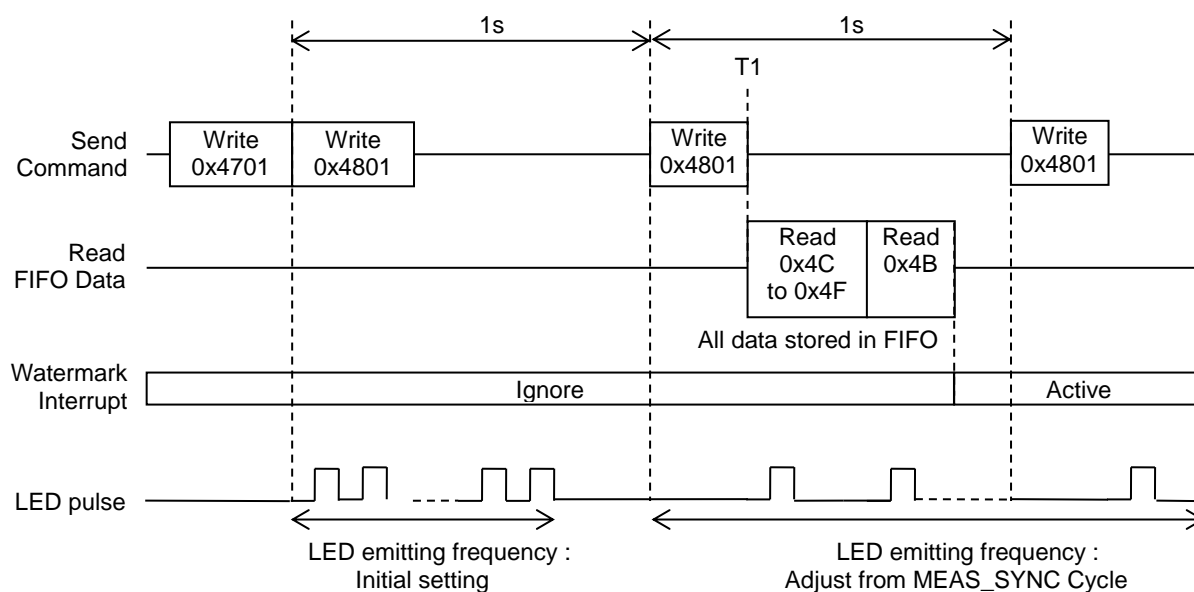 1s
1s
T1
Send
Command
Write
0x4701
Write
0x4801
Write
0x4801
Write
0x4801
Read
FIFO Data
Read
0x4C
to 0x4F
Read
0x4B
All data stored in FIFO
Watermark
Interrupt
Ignore
Active
LED pulse
LED emitting frequency :
Initial setting
LED emitting frequency :
Adjust from MEAS_SYNC Cycle